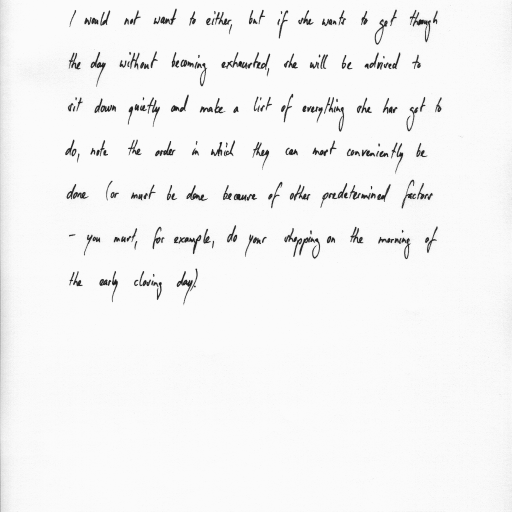 I would not want to either, but if she wants to get through
the day without becoming exhausted, she will be advised to
sit down quietly and make a list of everything she has got to
do, note the order in which they can most conveniently be
done (or must be done because of other predetermined factors
- you must, for example, do your shopping on the morning of
the early closing day).